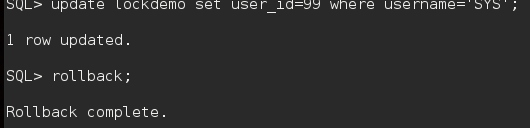 SQL> update lockdemo set user_id=99 where username='SYS';
1 row updated.
SQL> rollback;
Rollback complete.